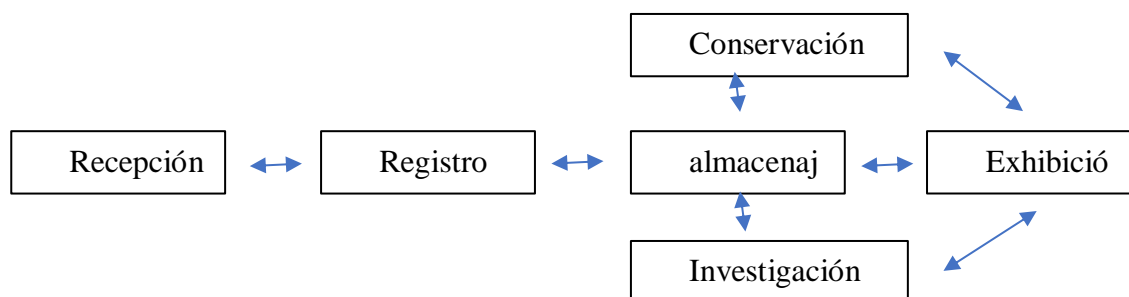 Conservación
Recepción
Registro
almacenaj
Exhibició
Investigación